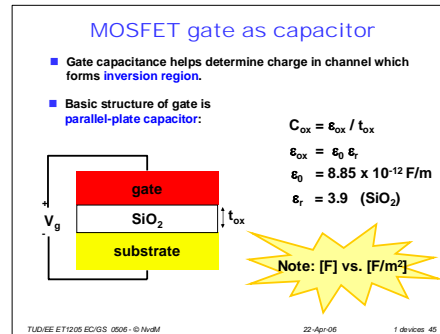 MOSFET gate as capacitor
Gate capacitance helps determine charge in channel which
forms inversion region.
Basic structure of gate is
parallel-plate capacitor:
Cox = εox / tox
εox = ε0 εr
ε0 = 8.85 x 10-12 F/m
εr = 3.9 (SiO2)
+
Vg
-
gate
SiO2
tox
substrate
Note: [F] vs. [F/m²]
TUD/EE ET1205 EC/GS 0506 - © NvdM
22-Apr-06
1 devices 45